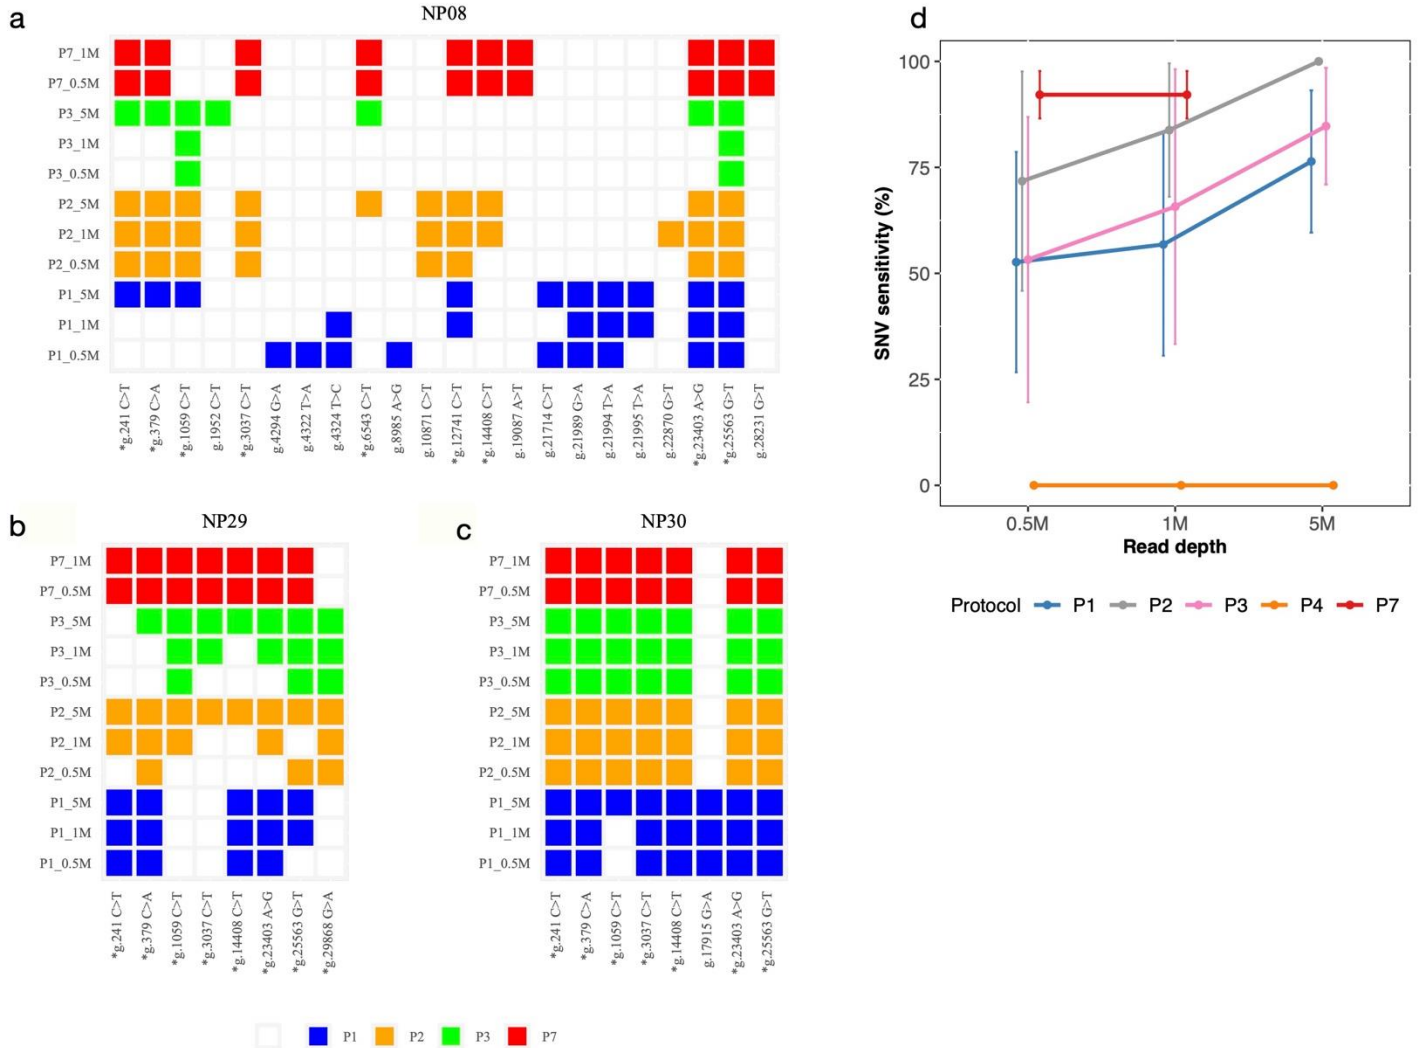 a
NP08
P7_1M
P7_0.5M
P3_5M
P3_1M
P3_0.5M
P2_5M
P2_1M
P2_0.5M
P1_5M
P1_1M
P1_0.5M
*g.241 C>T
*g.379 C>A
*g.1059 C>T
g.1952 C>T
*g.3037 C>T
g.4294 G>A
g.4322 T>A
g.4324 T>C
*g.6543 C>T
g.8985 A>G
g.10871 C>T
*g.12741 C>T
*g.14408 C>T
g.19087 A>T
g.21714 C>T
g.21989 G>A
g.21994 T>A
g.21995 T>A
g.22870 G>T
*g.23403 A>G
*g.25563 G>T
g.28231 G>T
b
NP29
P7_1M
P7_0.5M
P3_5M
P3_1M
P3_0.5M
P2_5M
P2_1M
P2_0.5M
P1_5M
P1_1M
P1_0.5M
*g.241 C>T
*g.379 C>A
*g.1059 C>T
*g.3037 C>T
*g.14408 C>T
*g.23403 A>G
*g.25563 G>T
*g.29868 G>A
c
NP30
P7_1M
P7_0.5M
P3_5M
P3_1M
P3_0.5M
P2_5M
P2_1M
P2_0.5M
P1_5M
P1_1M
P1_0.5M
*g.241 C>T
*g.379 C>A
*g.1059 C>T
*g.3037 C>T
*g.14408 C>T
g.17915 G>A
*g.23403 A>G
*g.25563 G>T
P1 P2 P3 P7
d
SNV sensitivity (%)
100
75
50
25
0
0.5M 1M 5M
Read depth
Protocol P1 P2 P3 P4 P7